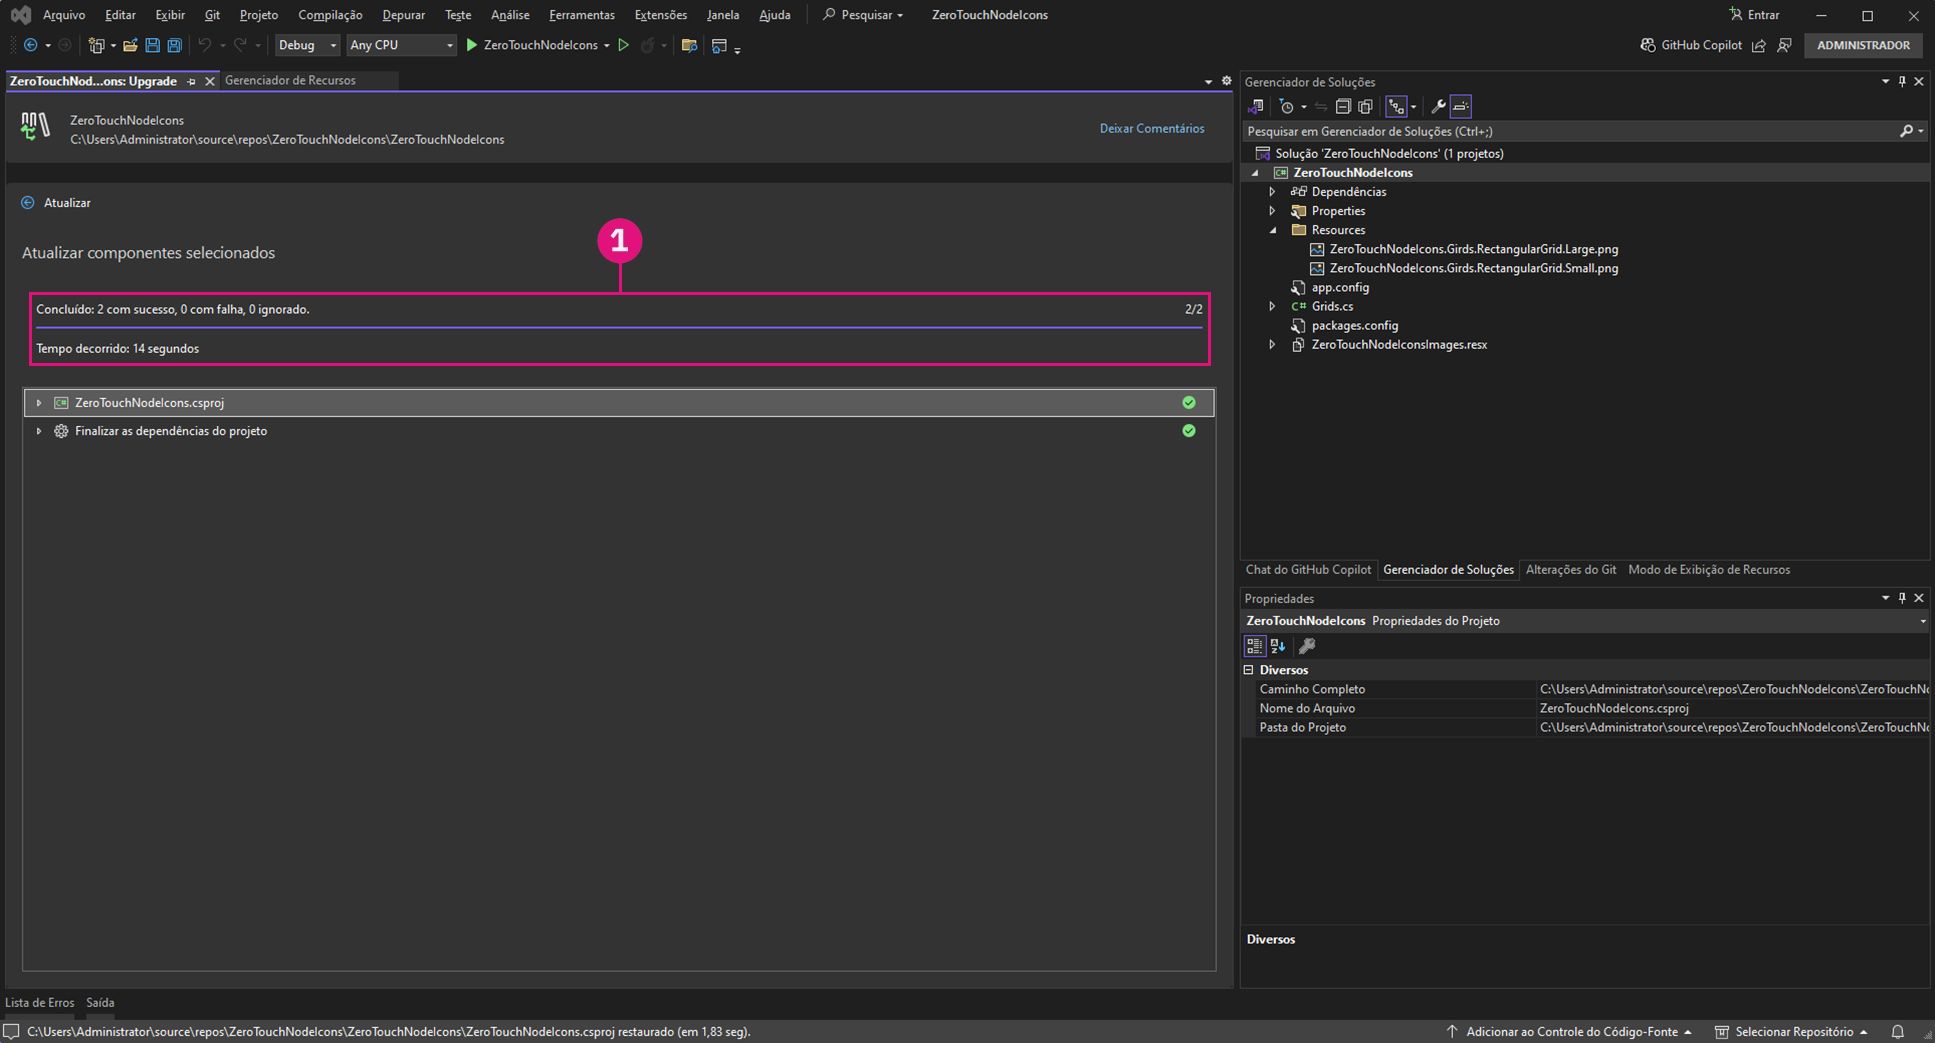 Arquivo Editar Exibir Git Projeto Compilação Depurar Teste Análise Ferramentas Extensões Janela Ajuda Pesquisar ZeroTouchNodeIcons Entrar
Debug Any CPU ZeroTouchNodeIcons GitHub Copilot ADMINISTRADOR
ZeroTouchNod...ons: Upgrade Gerenciador de Recursos
ZeroTouchNodeIcons
C:\Users\Administrator\source\repos\ZeroTouchNodeIcons\ZeroTouchNodeIcons
Deixar Comentários
Atualizar
Atualizar componentes selecionados
1
Concluído: 2 com sucesso, 0 com falha, 0 ignorado. 2/2
Tempo decorrido: 14 segundos
C# ZeroTouchNodeIcons.csproj
Finalizar as dependências do projeto
Gerenciador de Soluções
Pesquisar em Gerenciador de Soluções (Ctrl+;)
Solução 'ZeroTouchNodeIcons' (1 projetos)
C# ZeroTouchNodeIcons
Dependências
Properties
Resources
ZeroTouchNodeIcons.Girds.RectangularGrid.Large.png
ZeroTouchNodeIcons.Girds.RectangularGrid.Small.png
app.config
C# Grids.cs
packages.config
ZeroTouchNodeIconsImages.resx
Chat do GitHub Copilot Gerenciador de Soluções Alterações do Git Modo de Exibição de Recursos
Propriedades
ZeroTouchNodeIcons Propriedades do Projeto
Diversos
Caminho Completo C:\Users\Administrator\source\repos\ZeroTouchNodeIcons\ZeroTouchN
Nome do Arquivo ZeroTouchNodeIcons.csproj
Pasta do Projeto C:\Users\Administrator\source\repos\ZeroTouchNodeIcons\ZeroTouchN
Diversos
Lista de Erros Saída
C:\Users\Administrator\source\repos\ZeroTouchNodeIcons\ZeroTouchNodeIcons\ZeroTouchNodeIcons.csproj restaurado (em 1,83 seg).
Adicionar ao Controle do Código-Fonte Selecionar Repositório